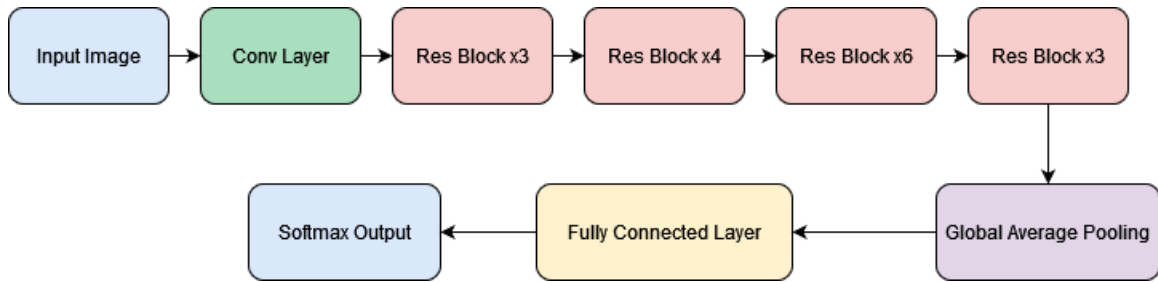 Input Image
Conv Layer
Res Block x3
Res Block x4
Res Block x6
Res Block x3
Global Average Pooling
Fully Connected Layer
Softmax Output